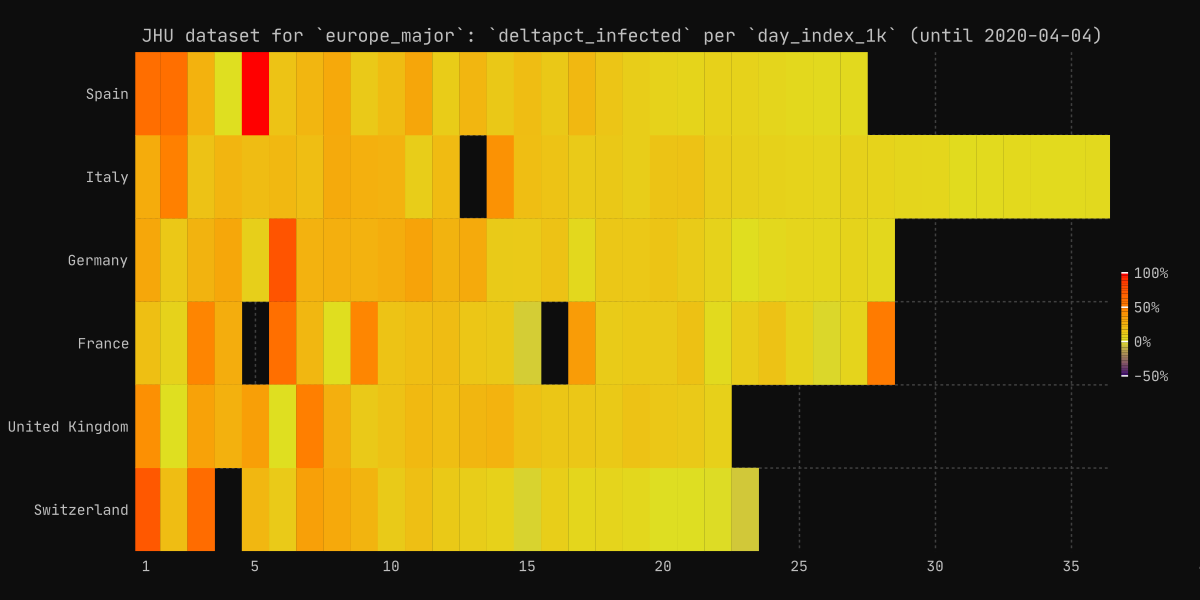 JHU dataset for `europe_major`: `deltapct_infected` per `day_index_1k` (until 2020-04-04)
Spain
Italy
Germany
France
United Kingdom
Switzerland
100%
50%
0%
-50%
1 5 10 15 20 25 30 35